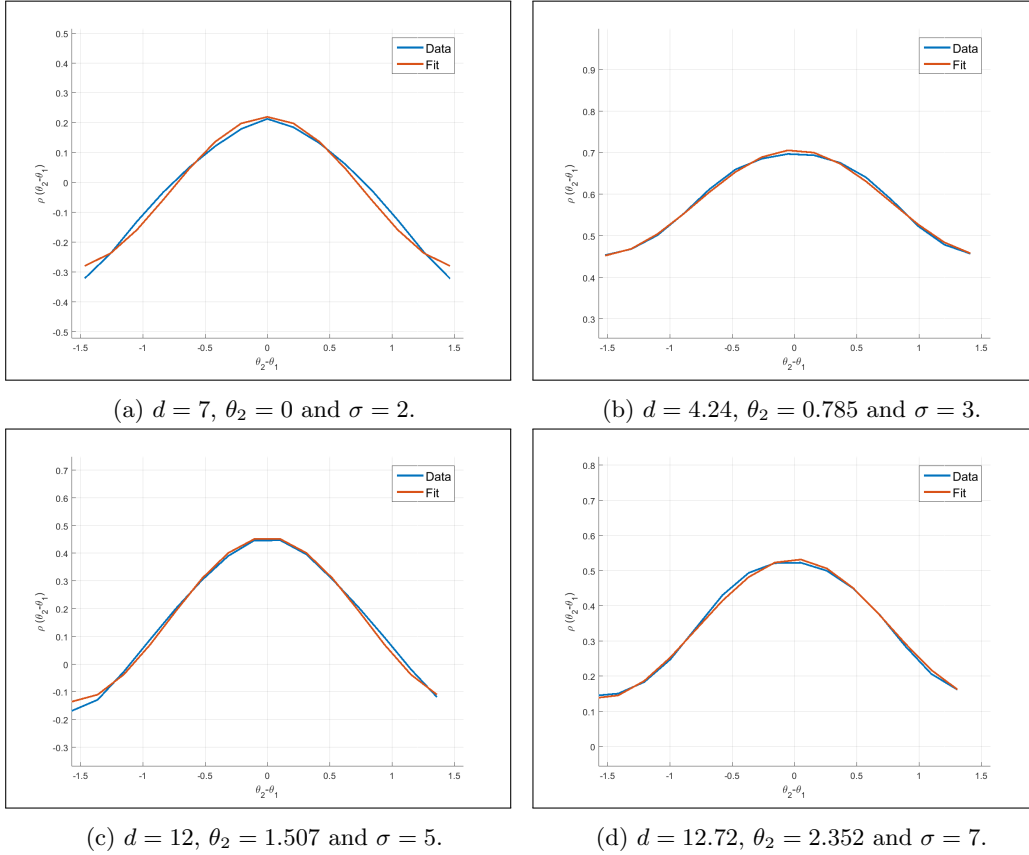 0.5
0.4
0.3
0.2
0.1
0
-0.1
-0.2
-0.3
-0.4
-0.5
ρ (θ₂-θ₁)
Data
Fit
-1.5 -1 -0.5 0 0.5 1 1.5
θ₂-θ₁
0.9
0.8
0.7
0.6
0.5
0.4
0.3
ρ (θ₂-θ₁)
Data
Fit
-1.5 -1 -0.5 0 0.5 1 1.5
θ₂-θ₁
(a) d = 7, θ₂ = 0 and σ = 2.
(b) d = 4.24, θ₂ = 0.785 and σ = 3.
0.7
0.6
0.5
0.4
0.3
0.2
0.1
0
-0.1
-0.2
-0.3
ρ (θ₂-θ₁)
Data
Fit
-1.5 -1 -0.5 0 0.5 1 1.5
θ₂-θ₁
0.8
0.7
0.6
0.5
0.4
0.3
0.2
0.1
0
ρ (θ₂-θ₁)
Data
Fit
-1.5 -1 -0.5 0 0.5 1 1.5
θ₂-θ₁
(c) d = 12, θ₂ = 1.507 and σ = 5.
(d) d = 12.72, θ₂ = 2.352 and σ = 7.